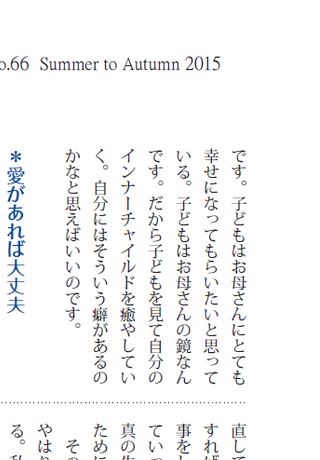 o.66 Summer to Autumn 2015
です。子どもはお母さんにとても
幸せになってもらいたいと思って
いる。子どもはお母さんの鏡なん
です。だから子どもを見て自分の
インナーチャイルドを癒やしてい
く。自分にはそういう癖があるの
かなと思えばいいのです。
＊愛があれば大丈夫
直して
すれば
事を
てい
真の
ために
その
やはり
る。私